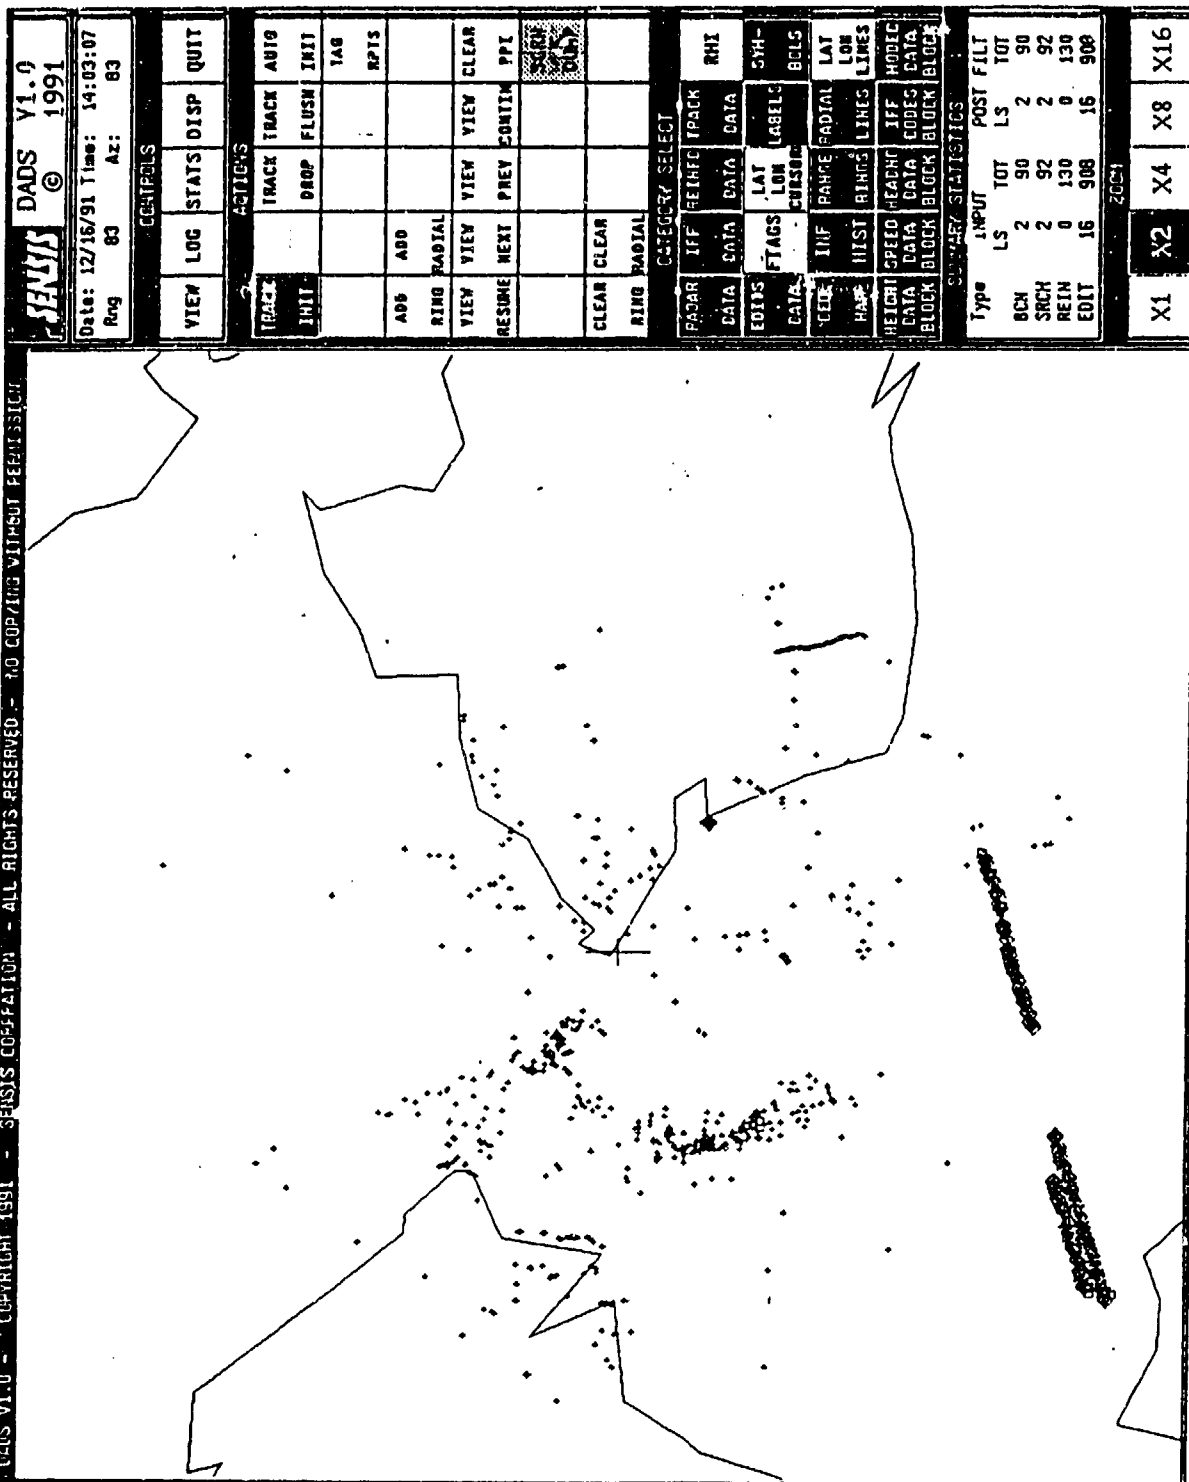 DADS V1.0 - COPYRIGHT 1991 - SENSIS CORPORATION - ALL RIGHTS RESERVED - NO COPYING WITHOUT PERMISSION
SENSIS DADS V1.0
© 1991
Date: 12/16/91 Time: 14:03:07
Rng 83 Az: 83
CONTROLS
VIEW LOG STATS DISP QUIT
ACTIONS
TRACK INIT
TRACK DROP
TRACK FLUSH
AUTO INIT
TAG RPTS
ADD RING
ADD RADIAL
VIEW RESUME
VIEW NEXT
VIEW PREV
VIEW CONTIN
CLEAR PPI
SCRN DUMP
CLEAR RING
CLEAR RADIAL
CATEGORY SELECT
RADAR DATA
IFF DATA
REINFC DATA
TRACK DATA
RHI
DATA
FTAGS
LAT LON CURSOR
LABELS
SYM-BOLS
MAP
HIST
RANGE RINGS
RADIAL LINES
LAT LON LINES
HEIGHT DATA BLOCK
SPEED DATA BLOCK
DATA BLOCK
IFF CODES BLOCK
DATA BLOCK
SUMMARY STATISTICS
Type INPUT POST FILT
LS TOT LS TOT
BCN 2 90 2 90
SRCH 2 92 2 92
REIN 0 130 0 130
EDIT 16 908 16 908
ZOOM
X1 X2 X4 X8 X16